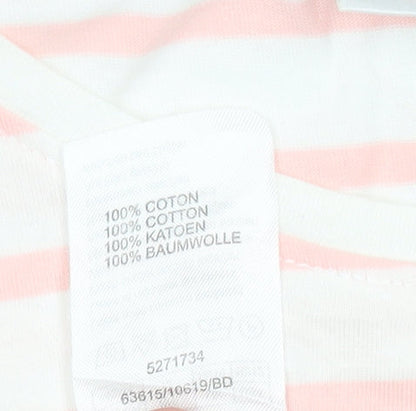 100% COTON
100% COTTON
100% KATOEN
100% BAUMWOLLE
5271734
63615/10619/BD